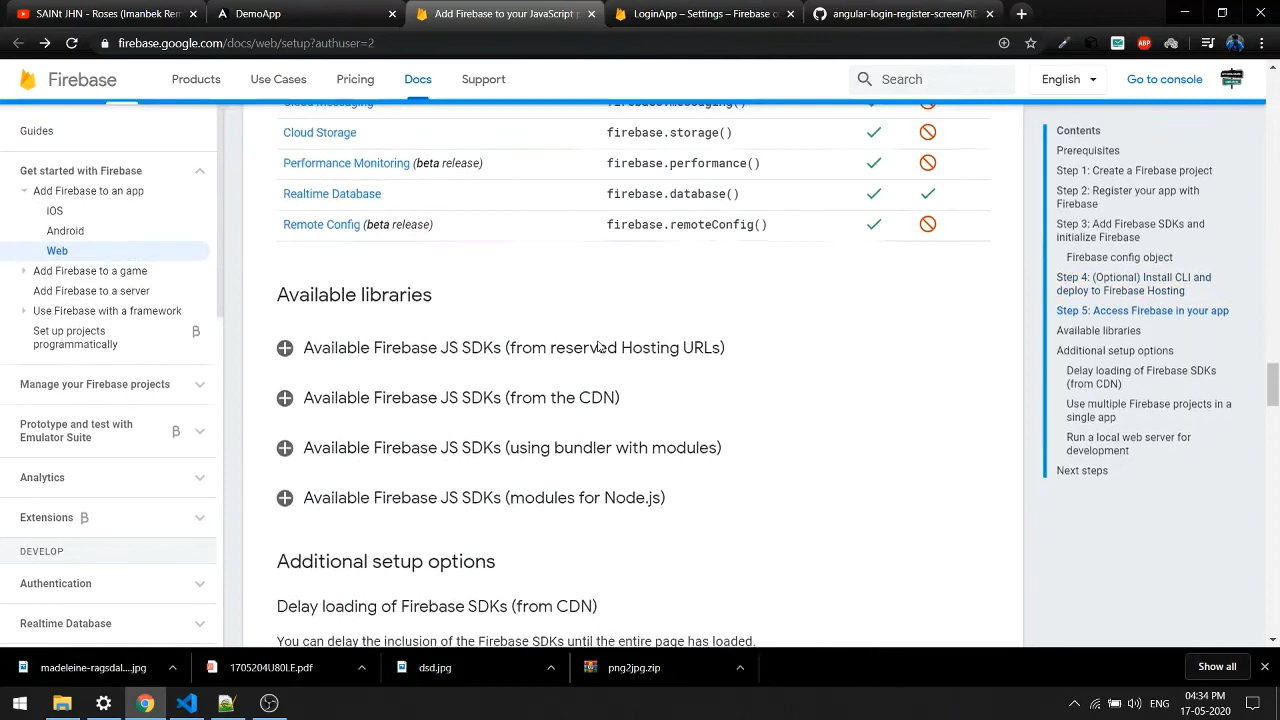 SAINt JHN - Roses (Imanbek Rem
DemoApp
Add Firebase to your JavaScript p
LoginApp – Settings – Firebase co
angular-login-register-screen/RE
firebase.google.com/docs/web/setup?authuser=2
ABP
Firebase
Products
Use Cases
Pricing
Docs
Support
Search
English
Go to console
Guides
Get started with Firebase
Add Firebase to an app
iOS
Android
Web
Add Firebase to a game
Add Firebase to a server
Use Firebase with a framework
Set up projects
programmatically
Manage your Firebase projects
Prototype and test with
Emulator Suite
Analytics
Extensions
DEVELOP
Authentication
Realtime Database
Cloud Messaging firebase.messaging()
Cloud Storage firebase.storage()
Performance Monitoring (beta release) firebase.performance()
Realtime Database firebase.database()
Remote Config (beta release) firebase.remoteConfig()
Available libraries
Available Firebase JS SDKs (from reserved Hosting URLs)
Available Firebase JS SDKs (from the CDN)
Available Firebase JS SDKs (using bundler with modules)
Available Firebase JS SDKs (modules for Node.js)
Additional setup options
Delay loading of Firebase SDKs (from CDN)
You can delay the inclusion of the Firebase SDKs until the entire page has loaded.
Contents
Prerequisites
Step 1: Create a Firebase project
Step 2: Register your app with
Firebase
Step 3: Add Firebase SDKs and
initialize Firebase
Firebase config object
Step 4: (Optional) Install CLI and
deploy to Firebase Hosting
Step 5: Access Firebase in your app
Available libraries
Additional setup options
Delay loading of Firebase SDKs
(from CDN)
Use multiple Firebase projects in a
single app
Run a local web server for
development
Next steps
madeleine-ragsdal....jpg
1705204U80LE.pdf
dsd.jpg
png2jpg.zip
Show all
ENG
04:34 PM
17-05-2020